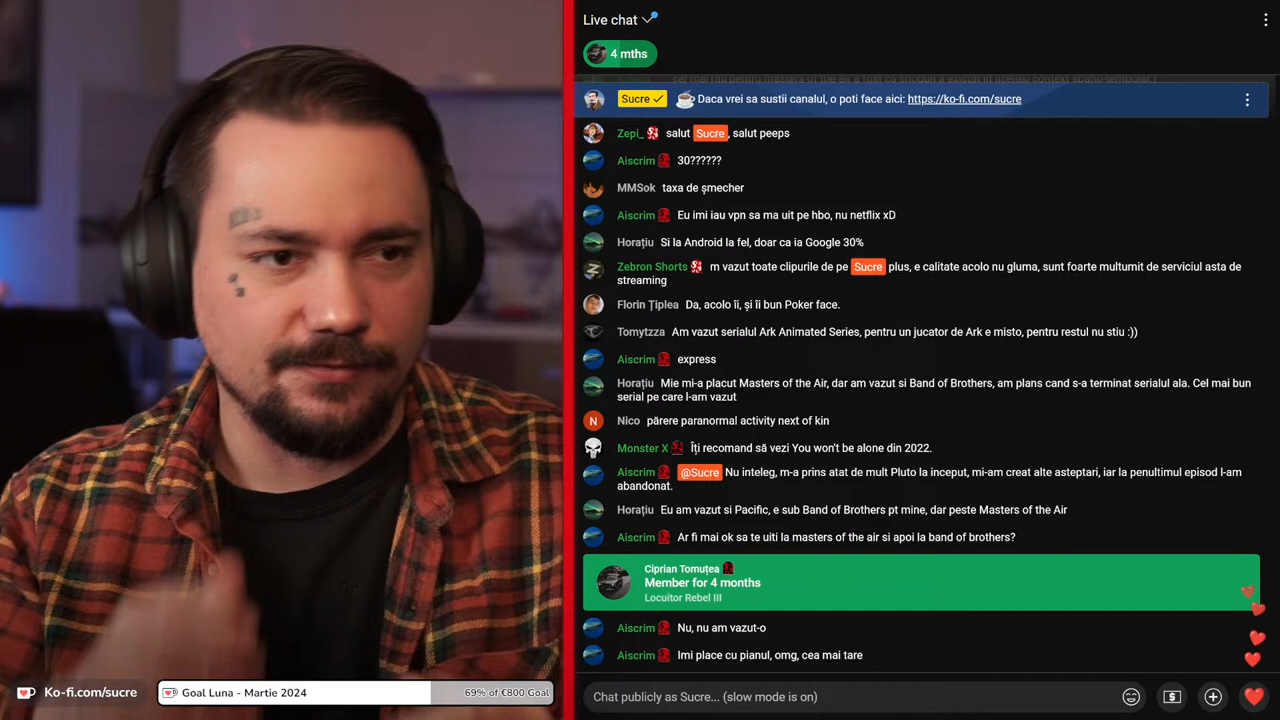 Live chat
4 mths
Sucre Daca vrei sa sustii canalul, o poti face aici: https://ko-fi.com/sucre
Zepi_ salut Sucre, salut peeps
Aiscrim 30??????
MMSok taxa de șmecher
Aiscrim Eu imi iau vpn sa ma uit pe hbo, nu netflix xD
Horațiu Si la Android la fel, doar ca ia Google 30%
Zebron Shorts m vazut toate clipurile de pe Sucre plus, e calitate acolo nu gluma, sunt foarte multumit de serviciul asta de
streaming
Florin Țiplea Da, acolo îi, și îi bun Poker face.
Tomytzza Am vazut serialul Ark Animated Series, pentru un jucator de Ark e misto, pentru restul nu stiu :))
Aiscrim express
Horațiu Mie mi-a placut Masters of the Air, dar am vazut si Band of Brothers, am plans cand s-a terminat serialul ala. Cel mai bun
serial pe care l-am vazut
N Nico părere paranormal activity next of kin
Monster X Îți recomand să vezi You won't be alone din 2022.
Aiscrim @Sucre Nu inteleg, m-a prins atat de mult Pluto la inceput, mi-am creat alte asteptari, iar la penultimul episod l-am
abandonat.
Horațiu Eu am vazut si Pacific, e sub Band of Brothers pt mine, dar peste Masters of the Air
Aiscrim Ar fi mai ok sa te uiti la masters of the air si apoi la band of brothers?
Ciprian Tomuțea
Member for 4 months
Locuitor Rebel III
Aiscrim Nu, nu am vazut-o
Aiscrim Imi place cu pianul, omg, cea mai tare
Chat publicly as Sucre... (slow mode is on)
Ko-fi.com/sucre
Goal Luna - Martie 2024 69% of €800 Goal